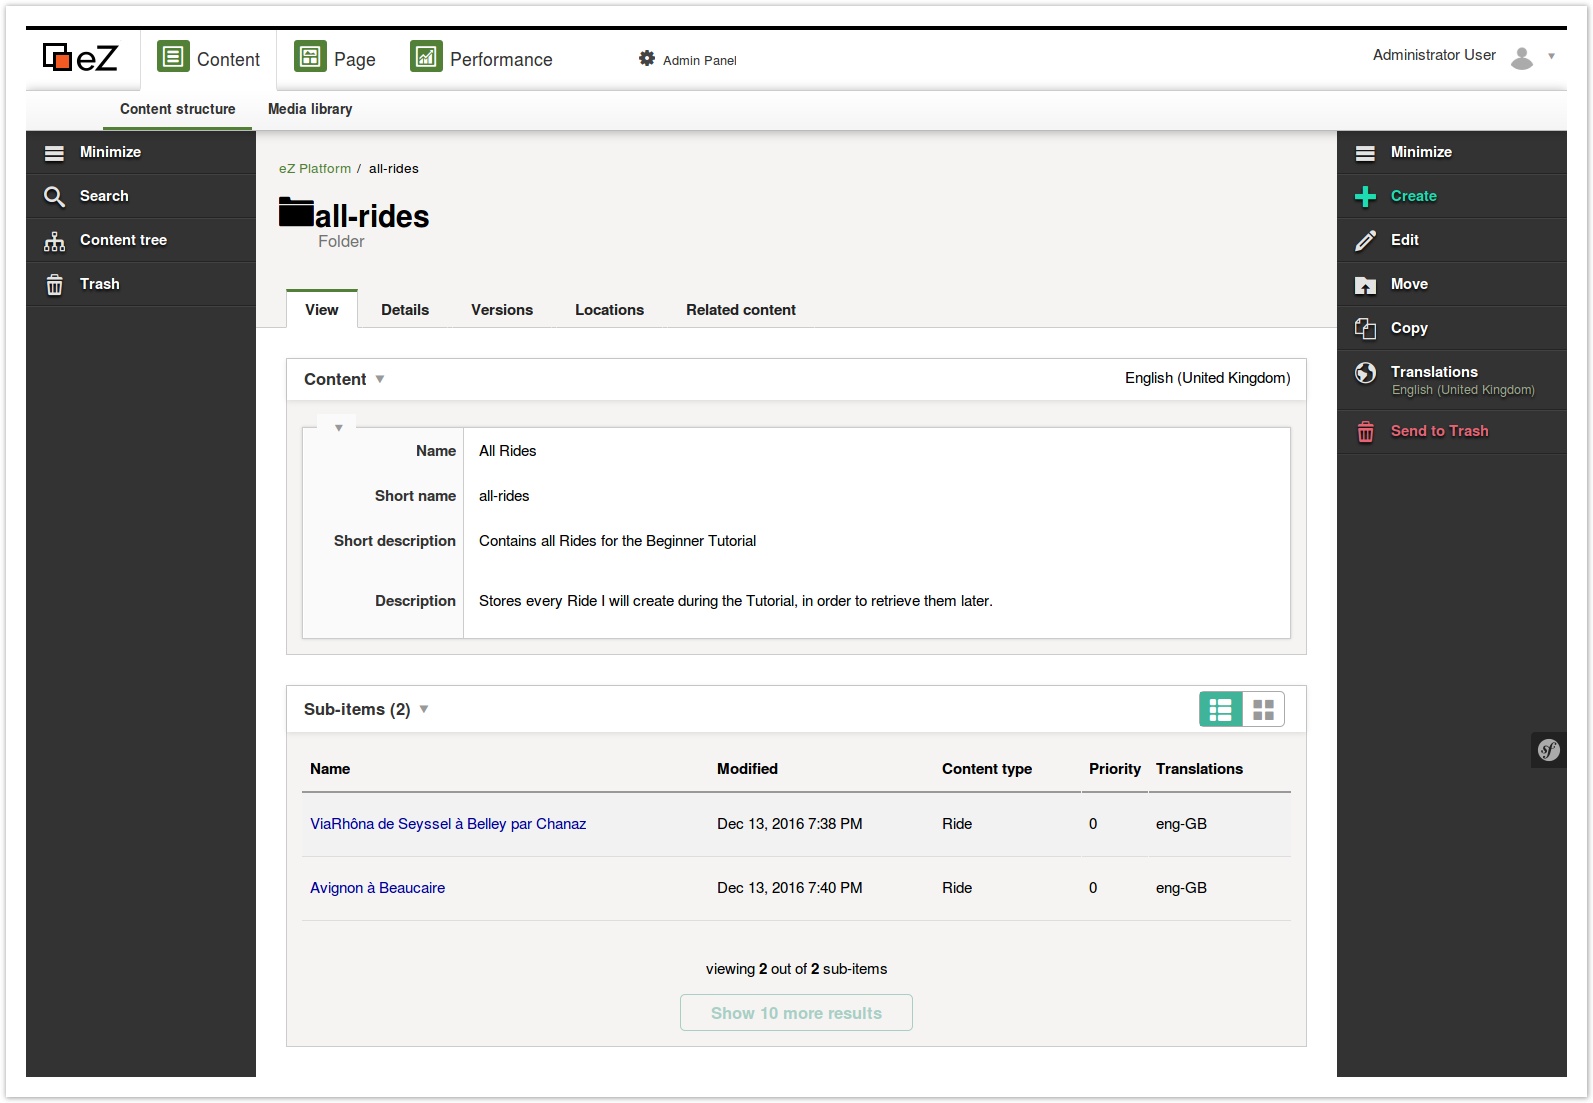 eZ Content Page Performance Admin Panel Administrator User
Content structure Media library
Minimize
Search
Content tree
Trash
eZ Platform / all-rides
all-rides
Folder
View Details Versions Locations Related content
Content English (United Kingdom)
Name All Rides
Short name all-rides
Short description Contains all Rides for the Beginner Tutorial
Description Stores every Ride I will create during the Tutorial, in order to retrieve them later.
Sub-items (2)
Name Modified Content type Priority Translations
ViaRhôna de Seyssel à Belley par Chanaz Dec 13, 2016 7:38 PM Ride 0 eng-GB
Avignon à Beaucaire Dec 13, 2016 7:40 PM Ride 0 eng-GB
viewing 2 out of 2 sub-items
Show 10 more results
Minimize
Create
Edit
Move
Copy
Translations
English (United Kingdom)
Send to Trash
sf